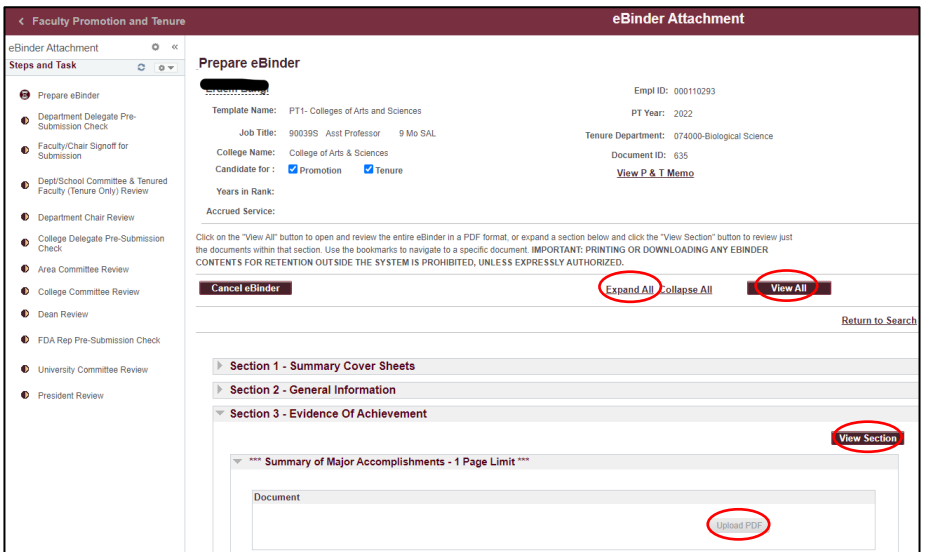 Faculty Promotion and Tenure
eBinder Attachment
eBinder Attachment
Steps and Task
Prepare eBinder
Department Delegate Pre-
Submission Check
Faculty/Chair Signoff for
Submission
Dept/School Committee & Tenured
Faculty (Tenure Only) Review
Department Chair Review
College Delegate Pre-Submission
Check
Area Committee Review
College Committee Review
Dean Review
FDA Rep Pre-Submission Check
University Committee Review
President Review
Prepare eBinder
Empl ID: 000110293
Template Name: PT1- Colleges of Arts and Sciences
PT Year: 2022
Job Title: 90039S Asst Professor 9 Mo SAL
Tenure Department: 074000-Biological Science
College Name: College of Arts & Sciences
Document ID: 635
Candidate for : Promotion Tenure
View P & T Memo
Years in Rank:
Accrued Service:
Click on the "View All" button to open and review the entire eBinder in a PDF format, or expand a section below and click the "View Section" button to review just
the documents within that section. Use the bookmarks to navigate to a specific document. IMPORTANT: PRINTING OR DOWNLOADING ANY EBINDER
CONTENTS FOR RETENTION OUTSIDE THE SYSTEM IS PROHIBITED, UNLESS EXPRESSLY AUTHORIZED.
Cancel eBinder
Expand All Collapse All
View All
Return to Search
Section 1 - Summary Cover Sheets
Section 2 - General Information
Section 3 - Evidence Of Achievement
View Section
*** Summary of Major Accomplishments - 1 Page Limit ***
Document
Upload PDF